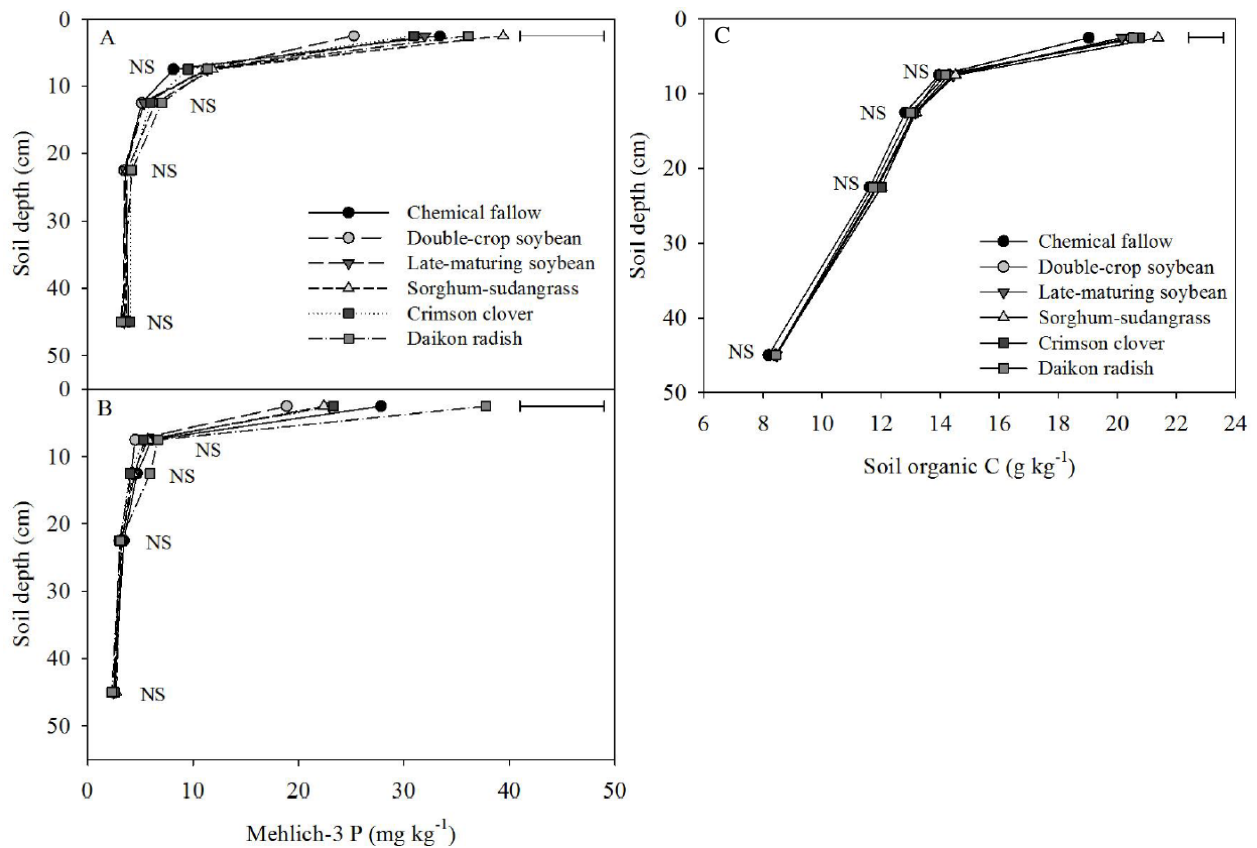 A
0
10
20
30
40
50
Soil depth (cm)
NS
NS
NS
NS
Chemical fallow
Double-crop soybean
Late-maturing soybean
Sorghum-sudangrass
Crimson clover
Daikon radish
B
0
10
20
30
40
50
Soil depth (cm)
NS
NS
NS
NS
0 10 20 30 40 50
Mehlich-3 P (mg kg⁻¹)
C
0
10
20
30
40
50
Soil depth (cm)
NS
NS
NS
NS
Chemical fallow
Double-crop soybean
Late-maturing soybean
Sorghum-sudangrass
Crimson clover
Daikon radish
6 8 10 12 14 16 18 20 22 24
Soil organic C (g kg⁻¹)